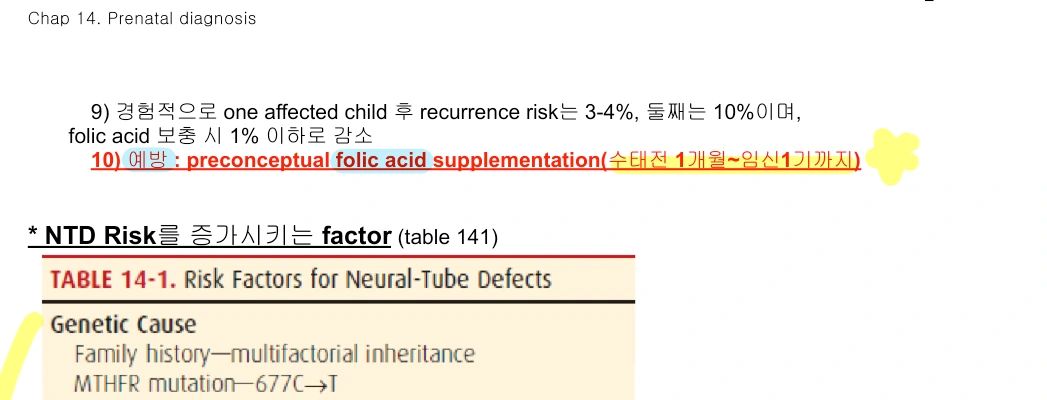 Chap 14. Prenatal diagnosis
9) 경험적으로 one affected child 후 recurrence risk는 3-4%, 둘째는 10%이며,
folic acid 보충 시 1% 이하로 감소
10) 예방 : preconceptual folic acid supplementation(수태전 1개월~임신1기까지)
* NTD Risk를 증가시키는 factor (table 141)
TABLE 14-1. Risk Factors for Neural-Tube Defects
Genetic Cause
Family history—multifactorial inheritance
MTHFR mutation—677C→T